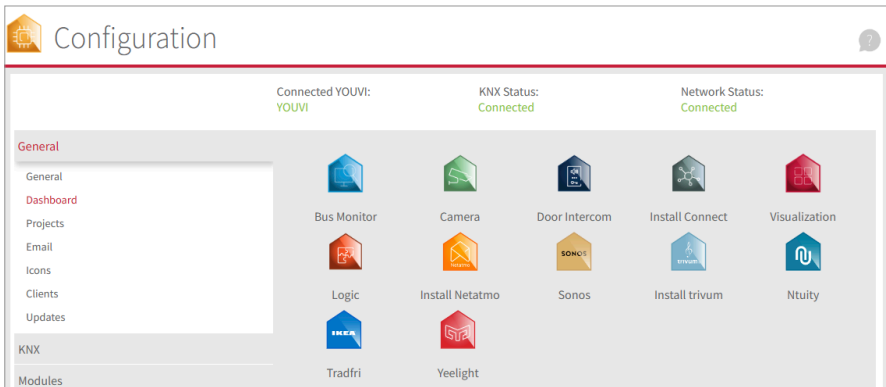 Configuration
?
Connected YOUVI: KNX Status: Network Status:
YOUVI Connected Connected
General
General
Dashboard
Projects
Email
Icons
Clients
Updates
KNX
Modules
Bus Monitor Camera Door Intercom Install Connect Visualization
netatmo SONOS trivum
Logic Install Netatmo Sonos Install trivum Ntuity
IKEA
Tradfri Yeelight